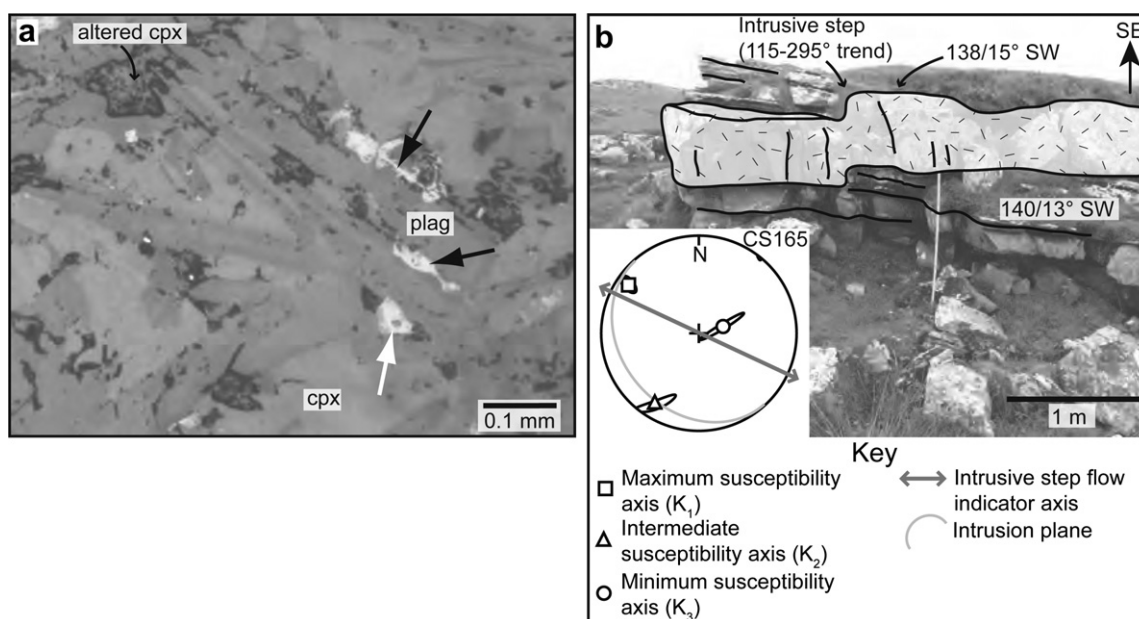 a
altered cpx
plag
cpx
0.1 mm
b
Intrusive step
(115-295° trend)
138/15° SW
SE
140/13° SW
CS165
N
1 m
Key
Maximum susceptibility
axis (K₁)
Intermediate
susceptibility axis (K₂)
Minimum susceptibility
axis (K₃)
Intrusive step flow
indicator axis
Intrusion plane